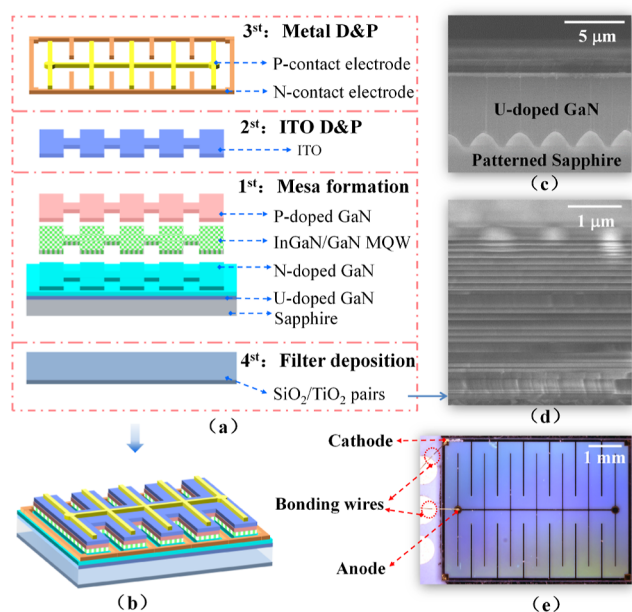 3st: Metal D&P
P-contact electrode
N-contact electrode
2st: ITO D&P
ITO
1st: Mesa formation
P-doped GaN
InGaN/GaN MQW
N-doped GaN
U-doped GaN
Sapphire
4st: Filter deposition
SiO2/TiO2 pairs
(a)
(b)
5 μm
U-doped GaN
Patterned Sapphire
(c)
1 μm
(d)
Cathode
1 mm
Bonding wires
Anode
(e)